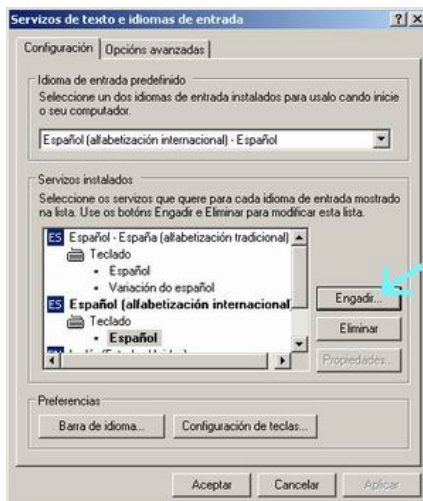 Servizos de texto e idiomas de entrada
Configuración
Opcións avanzadas
Idioma de entrada predefinido
Seleccione un dos idiomas de entrada instalados para usalo cando inicie
o seu computador.
Español (alfabetización internacional) - Español
Servizos instalados
Seleccione os servizos que quere para cada idioma de entrada mostrado
na lista. Use os botóns Engadir e Eliminar para modificar esta lista.
ES Español - España (alfabetización tradicional)
Teclado
• Español
• Variación do español
ES Español (alfabetización internacional
Teclado
• Español
Engadir...
Eliminar
Propiedades...
Preferencias
Barra de idioma...
Configuración de teclas...
Aceptar
Cancelar
Aplicar